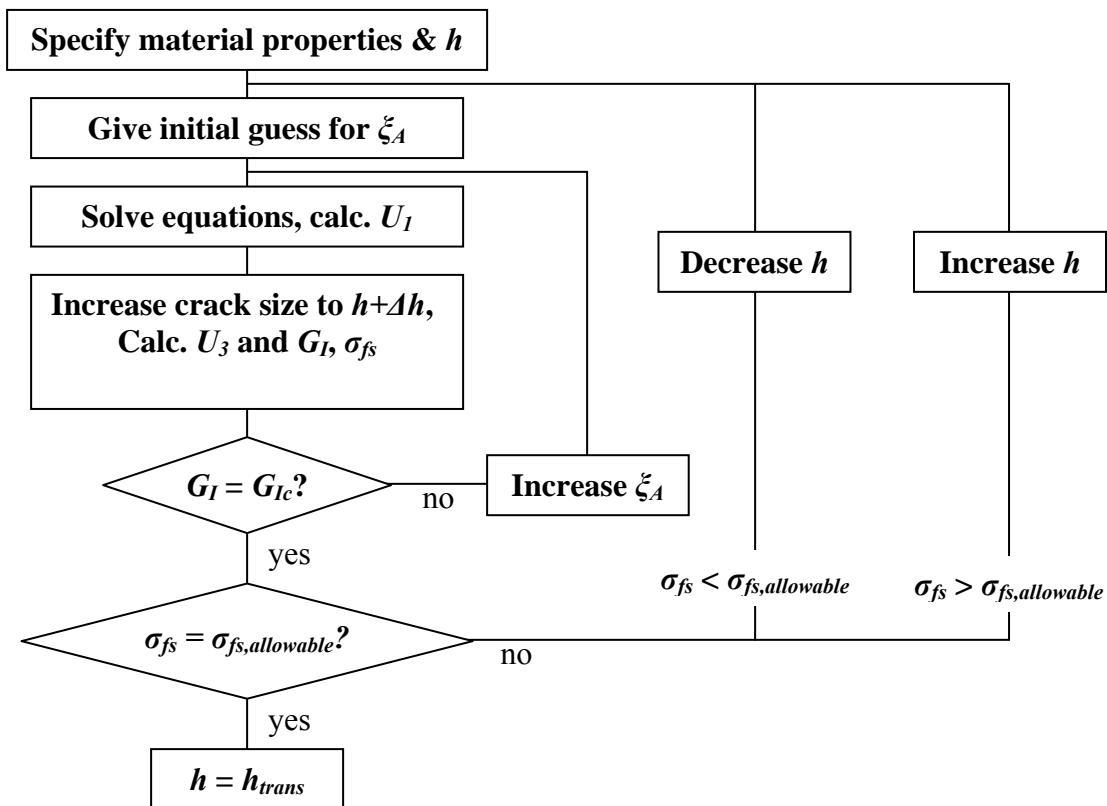 Specify material properties & h
Give initial guess for ξA
Solve equations, calc. U1
Decrease h
Increase h
Increase crack size to h+Δh,
Calc. U3 and GI, σfs
GI = GIc?
no
Increase ξA
yes
σfs < σfs,allowable
σfs > σfs,allowable
σfs = σfs,allowable?
no
yes
h = htrans